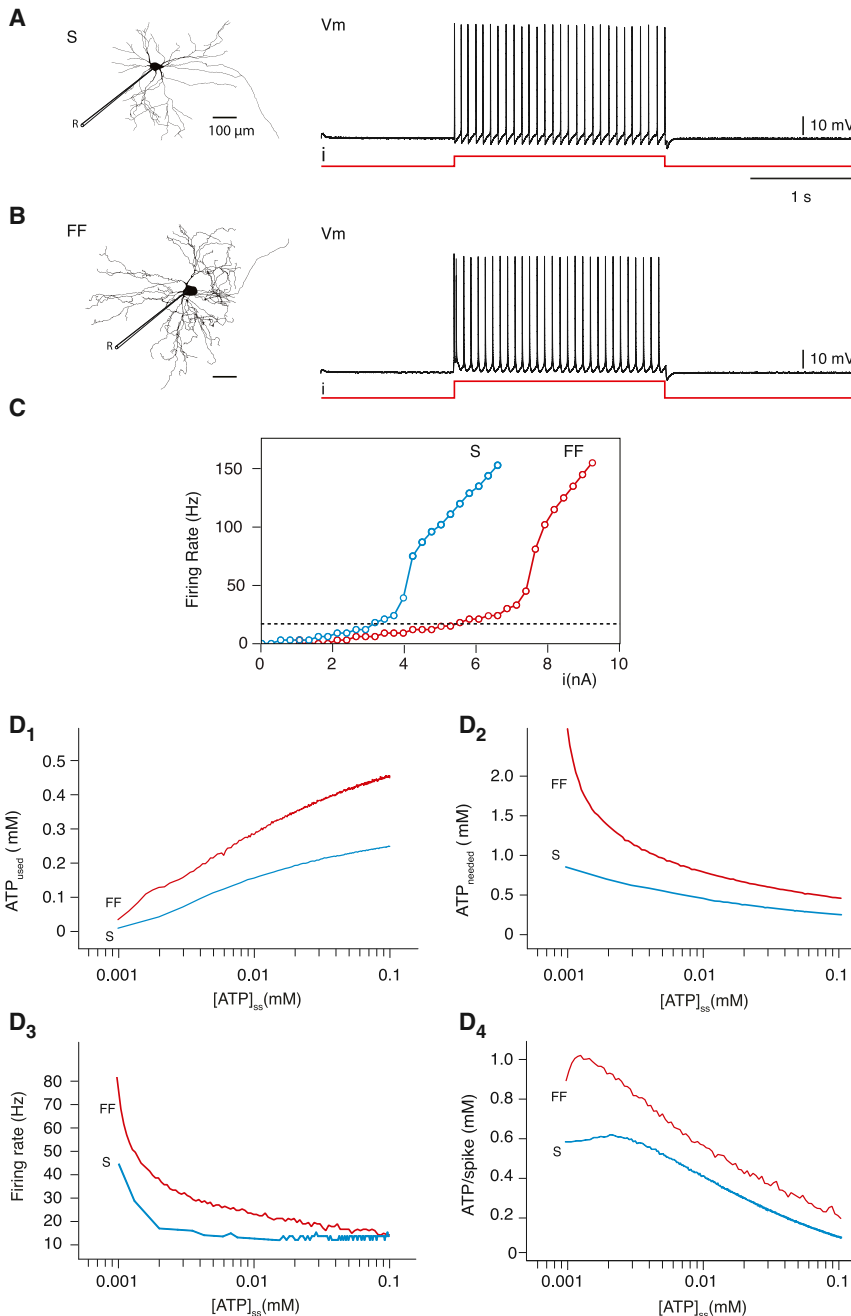 A
S
Vm
R
100 µm
10 mV
i
1 s
B
FF
Vm
R
10 mV
i
C
S
FF
150
100
50
0
Firing Rate (Hz)
0 2 4 6 8 10
i(nA)
D1
0.5
0.4
0.3
0.2
0.1
0
ATPused (mM)
FF
S
0.001 0.01 0.1
[ATP]ss(mM)
D2
2.0
1.5
1.0
0.5
0
ATPneeded (mM)
FF
S
0.001 0.01 0.1
[ATP]ss(mM)
D3
80
70
60
50
40
30
20
10
Firing rate (Hz)
FF
S
0.001 0.01 0.1
[ATP]ss(mM)
D4
1.0
0.8
0.6
0.4
0.2
0
ATP/spike (mM)
FF
S
0.001 0.01 0.1
[ATP]ss(mM)